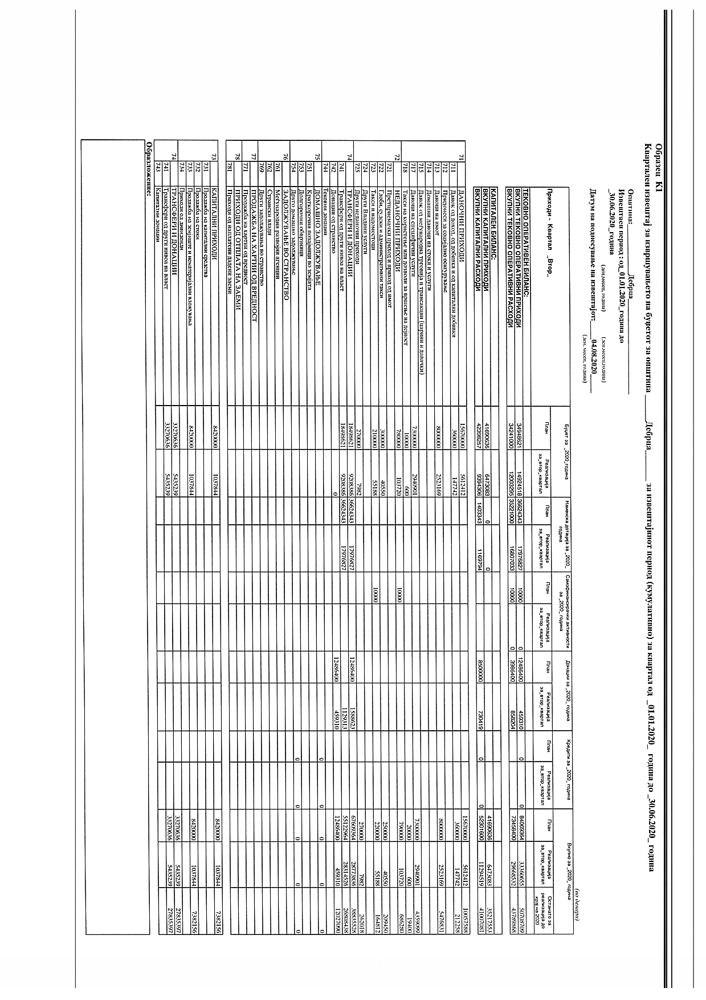 Образец К1
Квартален извештај за извршувањето на буџетот за општина ______Дебрца______ за извештајниот период (кумулативно) за квартал од _01.01.2020_ година до _30.06.2020_ година
Општина:____________Дебрца____________
Извештаен период : од_01.01.2020_година до
_30.06.2020_година
(ден,месец, година) (ден,месец,година)
Датум на поднесување на извештајот:_____04.08.2020_____
(ден, месец, година)
(во денари)
Приходи - Квартал _Втор_ Буџет за _2020_година Наменска дотација за _2020_ година Самофинансирачки активности за _2020_ година Донации за _2020_ година Кредити за _2020_ година Вкупно за _2020_ година
План Реализација за_втор_квартал План Реализација за_втор_квартал План Реализација за_втор_квартал План Реализација за_втор_квартал План Реализација за_втор_квартал План Реализација за_втор_квартал Останато за реализација до крај на 2020
ТЕКОВНО ОПЕРАТИВЕН БИЛАНС:
ВКУПНИ ТЕКОВНО ОПЕРАТИВНИ ПРИХОДИ 34948621 14924518 36624343 17976827 10000 0 12486400 459310 0 0 84069364 33360655 50708709
ВКУПНИ ТЕКОВНО ОПЕРАТИВНИ РАСХОДИ 34241000 12003295 35221000 16807033 10000 0 3986400 858204 73458400 29668532 43789868
КАПИТАЛЕН БИЛАНС:
ВКУПНИ КАПИТАЛНИ ПРИХОДИ 41690636 6473083 0 0 41690636 6473083 35217553
ВКУПНИ КАПИТАЛНИ РАСХОДИ 42398257 9394306 1403343 1169794 8500000 730419 0 0 52301600 11294519 41007081
71 ДАНОЧНИ ПРИХОДИ 15670000 5612412 15670000 5612412 10057588
711 Данок од доход, од добивка и од капитални добивки 360000 147742 360000 147742 212258
712 Придонеси за социјално осигурување
713 Даноци на имот 8000000 2523169 8000000 2523169 5476831
714 Домашни даноци на стоки и услуги
715 Данок од меѓународна трговија и трансакции (царини и давачки)
717 Даноци на специфични услуги 7300000 2940901 7300000 2940901 4359099
718 Такси на користење или дозволи за вршење на дејност 10000 600 20000 600 19400
72 НЕДАНОЧНИ ПРИХОДИ 780000 103720 10000 790000 103720 686280
721 Претприемачки приход и приход од имот
722 Глоби, судски и административни такси 300000 40550 250000 40550 209450
723 Такси и надоместоци 210000 55188 10000 220000 55188 164812
724 Други Владини услуги
725 Други неданочни приходи 270000 7982 270000 7982 262018
74 ТРАНСФЕРИ И ДОНАЦИИ 18498621 9208386 36624343 17976827 12486400 1588623 67609364 28773836 38835528
741 Трансфери од други нивоа на власт 18498621 9208386 36624343 17976827 1129313 55122964 28314526 26808438
742 Донации од странство 0 12486400 459310 12486400 459310 12027090
744 Тековни донации
75 ДОМАШНО ЗАДОЛЖУВАЊЕ 0 0 0 0 0
751 Краткорочни позајмици во земјата
753 Долгорочни обврзници
754 Друго домашно задолжување 0 0 0 0 0
76 ЗАДОЛЖУВАЊЕ ВО СТРАНСТВО
761 Меѓународни развојни агенции
762 Странски влади
769 Други задолжувања во странство
77 ПРОДАЖБА НА ХАРТИИ ОД ВРЕДНОСТ
771 Продажба на хартии од вредност
78 ПРИХОДИ ОД ОТПЛАТА НА ЗАЕМИ
781 Приходи од наплатени дадени заеми
73 КАПИТАЛНИ ПРИХОДИ 8420000 1037844 8420000 1037844 7382156
731 Продажба на капитални средства
732 Продажба на стоки
733 Продажба на земјиште и нематеријални вложувања 8420000 1037844 8420000 1037844 7382156
734 Приходи од дивиденди
74 ТРАНСФЕРИ И ДОНАЦИИ 33270636 5435239 33270636 5435239 27835397
741 Трансфери од други нивоа на власт 33270636 5435239 33270636 5435239 27835397
743 Капитални донации
Образложение: